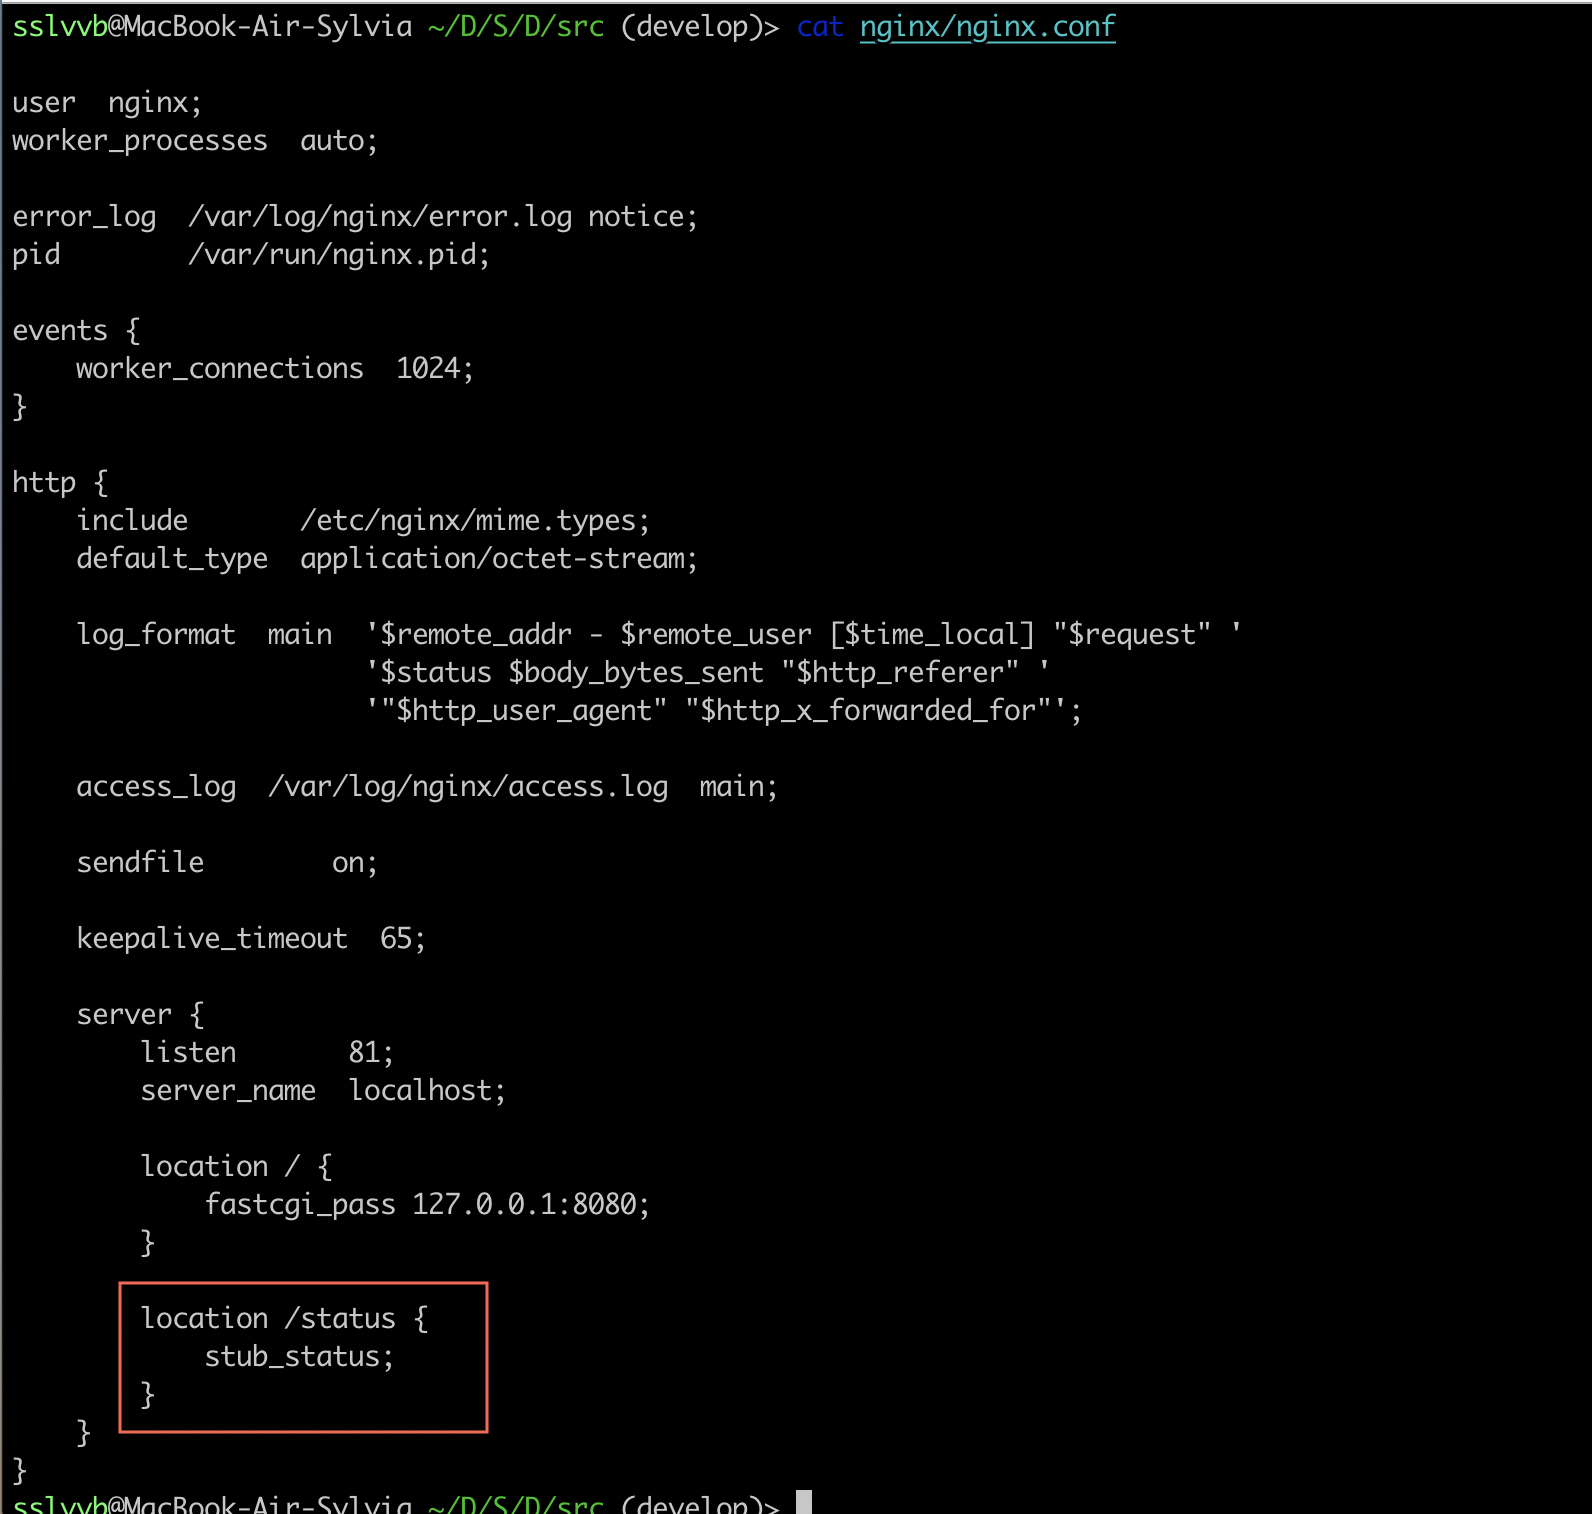 sslvvb@MacBook-Air-Sylvia ~/D/S/D/src (develop)> cat nginx/nginx.conf

user  nginx;
worker_processes  auto;

error_log  /var/log/nginx/error.log notice;
pid        /var/run/nginx.pid;

events {
    worker_connections  1024;
}

http {
    include       /etc/nginx/mime.types;
    default_type  application/octet-stream;

    log_format  main  '$remote_addr - $remote_user [$time_local] "$request" '
                      '$status $body_bytes_sent "$http_referer" '
                      '"$http_user_agent" "$http_x_forwarded_for"';

    access_log  /var/log/nginx/access.log  main;

    sendfile        on;

    keepalive_timeout  65;

    server {
        listen       81;
        server_name  localhost;

        location / {
            fastcgi_pass 127.0.0.1:8080;
        }

        location /status {
            stub_status;
        }
    }
}
sslvvb@MacBook-Air-Sylvia ~/D/S/D/src (develop)>